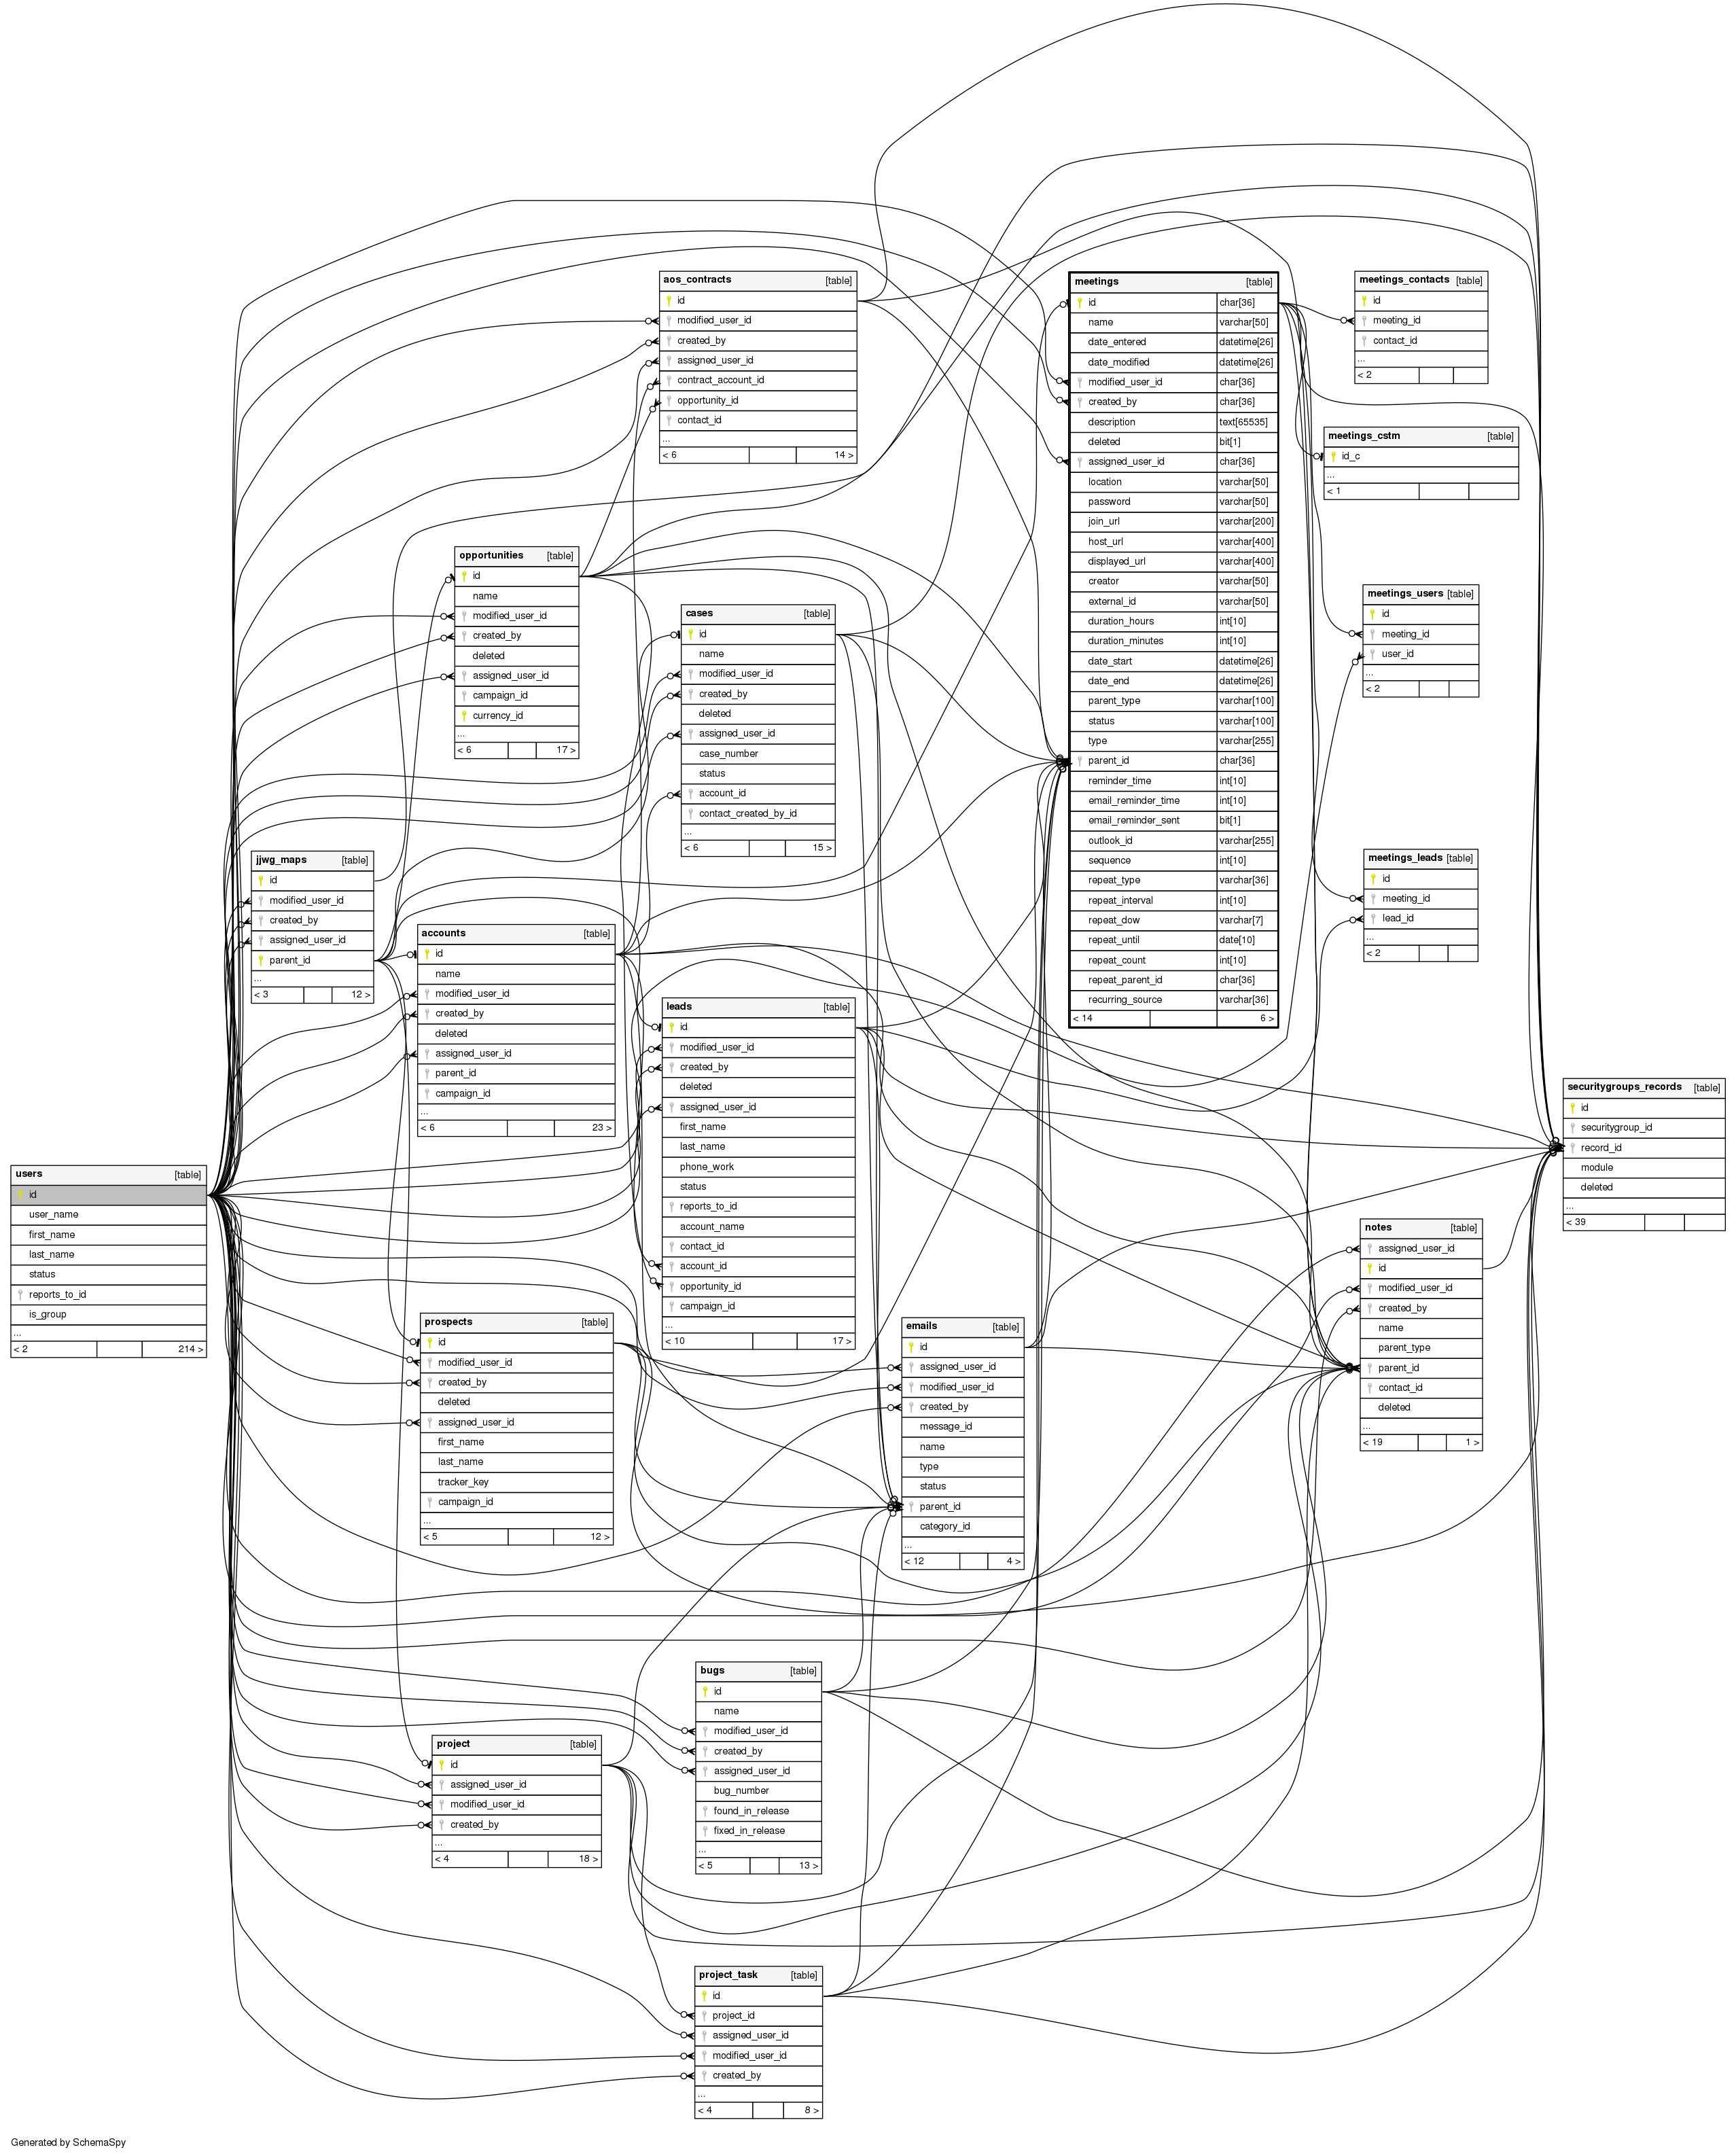 aos_contracts [table]
id
modified_user_id
created_by
assigned_user_id
contract_account_id
opportunity_id
contact_id
...
< 6 14 >
meetings [table]
id char[36]
name varchar[50]
date_entered datetime[26]
date_modified datetime[26]
modified_user_id char[36]
created_by char[36]
description text[65535]
deleted bit[1]
assigned_user_id char[36]
location varchar[50]
password varchar[50]
join_url varchar[200]
host_url varchar[400]
displayed_url varchar[400]
creator varchar[50]
external_id varchar[50]
duration_hours int[10]
duration_minutes int[10]
date_start datetime[26]
date_end datetime[26]
parent_type varchar[100]
status varchar[100]
type varchar[255]
parent_id char[36]
reminder_time int[10]
email_reminder_time int[10]
email_reminder_sent bit[1]
outlook_id varchar[255]
sequence int[10]
repeat_type varchar[36]
repeat_interval int[10]
repeat_dow varchar[7]
repeat_until date[10]
repeat_count int[10]
repeat_parent_id char[36]
recurring_source varchar[36]
< 14 6 >
meetings_contacts [table]
id
meeting_id
contact_id
...
< 2
meetings_cstm [table]
id_c
...
< 1
opportunities [table]
id
name
modified_user_id
created_by
deleted
assigned_user_id
campaign_id
currency_id
...
< 6 17 >
cases [table]
id
name
modified_user_id
created_by
deleted
assigned_user_id
case_number
status
account_id
contact_created_by_id
...
< 6 15 >
meetings_users [table]
id
meeting_id
user_id
...
< 2
jjwg_maps [table]
id
modified_user_id
created_by
assigned_user_id
parent_id
...
< 3 12 >
meetings_leads [table]
id
meeting_id
lead_id
...
< 2
accounts [table]
id
name
modified_user_id
created_by
deleted
assigned_user_id
parent_id
campaign_id
...
< 6 23 >
leads [table]
id
modified_user_id
created_by
deleted
assigned_user_id
first_name
last_name
phone_work
status
reports_to_id
account_name
contact_id
account_id
opportunity_id
campaign_id
...
< 10 17 >
securitygroups_records [table]
id
securitygroup_id
record_id
module
deleted
...
< 39
users [table]
id
user_name
first_name
last_name
status
reports_to_id
is_group
...
< 2 214 >
notes [table]
assigned_user_id
id
modified_user_id
created_by
name
parent_type
parent_id
contact_id
deleted
...
< 19 1 >
prospects [table]
id
modified_user_id
created_by
deleted
assigned_user_id
first_name
last_name
tracker_key
campaign_id
...
< 5 12 >
emails [table]
id
assigned_user_id
modified_user_id
created_by
message_id
name
type
status
parent_id
category_id
...
< 12 4 >
bugs [table]
id
name
modified_user_id
created_by
assigned_user_id
bug_number
found_in_release
fixed_in_release
...
< 5 13 >
project [table]
id
assigned_user_id
modified_user_id
created_by
...
< 4 18 >
project_task [table]
id
project_id
assigned_user_id
modified_user_id
created_by
...
< 4 8 >
Generated by SchemaSpy